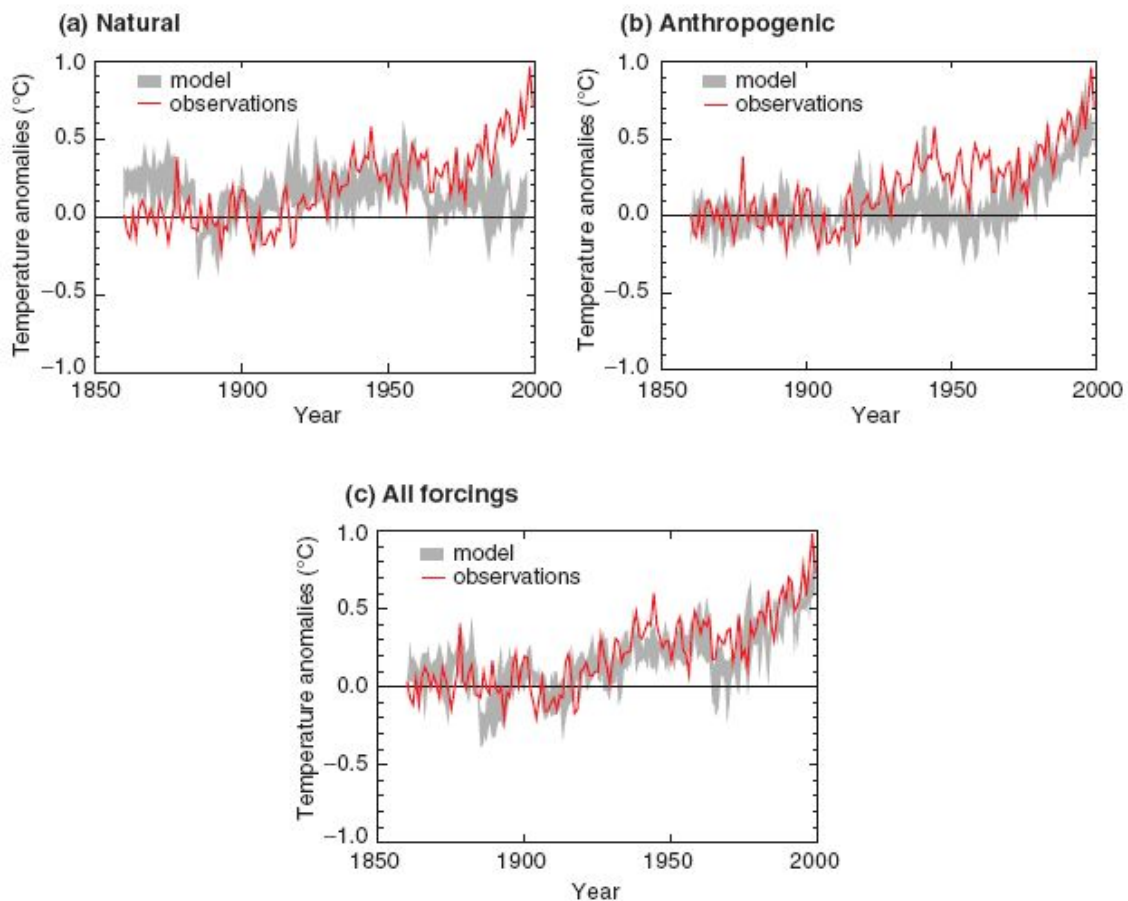 (a) Natural
(b) Anthropogenic
Temperature anomalies (°C)
1.0
0.5
0.0
−0.5
−1.0
model
observations
1850
1900
1950
2000
Year
Temperature anomalies (°C)
1.0
0.5
0.0
−0.5
−1.0
model
observations
1850
1900
1950
2000
Year
(c) All forcings
Temperature anomalies (°C)
1.0
0.5
0.0
−0.5
−1.0
model
observations
1850
1900
1950
2000
Year